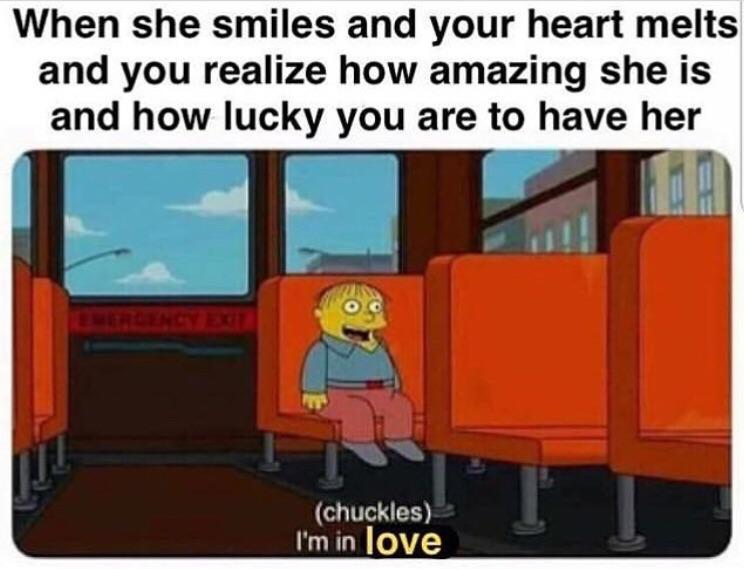 When she smiles and your heart melts
and you realize how amazing she is
and how lucky you are to have her
EMERGENCY EXIT
(chuckles)
I'm in love